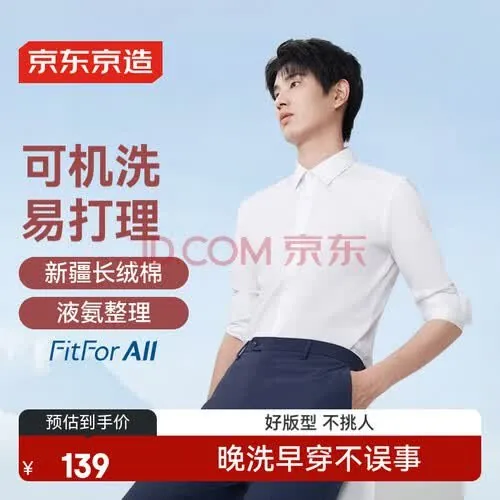 京东京造
可机洗
易打理
JD.COM 京东
新疆长绒棉
液氨整理
FitFor All
预估到手价
好版型 不挑人
¥ 139
晚洗早穿不误事